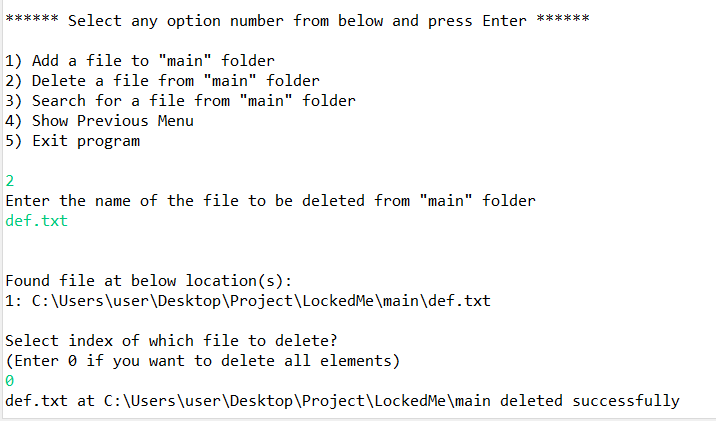 ****** Select any option number from below and press Enter ******
1) Add a file to "main" folder
2) Delete a file from "main" folder
3) Search for a file from "main" folder
4) Show Previous Menu
5) Exit program
2
Enter the name of the file to be deleted from "main" folder
def.txt
Found file at below location(s):
1: C:\Users\user\Desktop\Project\LockedMe\main\def.txt
Select index of which file to delete?
(Enter 0 if you want to delete all elements)
0
def.txt at C:\Users\user\Desktop\Project\LockedMe\main deleted successfully